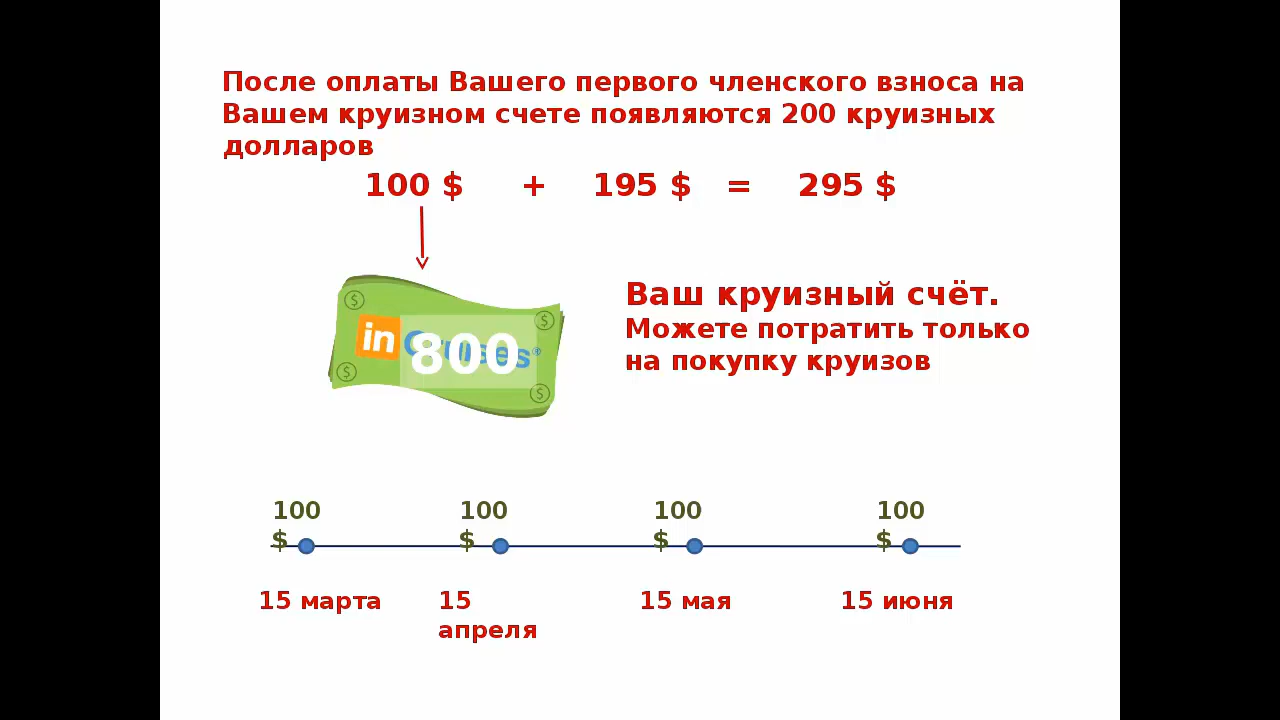 После оплаты Вашего первого членского взноса на
Вашем круизном счете появляются 200 круизных
долларов
100 $ + 195 $ = 295 $
Ваш круизный счёт.
Можете потратить только
на покупку круизов
in Cruises®
800
100 $ 100 $ 100 $ 100 $
15 марта 15 апреля 15 мая 15 июня